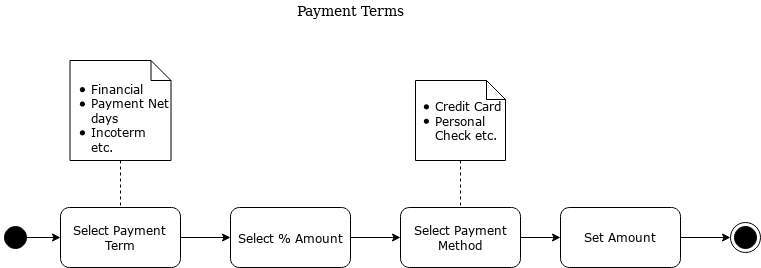 Payment Terms
• Financial
• Payment Net
days
• Incoterm
etc.
• Credit Card
• Personal
Check etc.
Select Payment
Term
Select % Amount
Select Payment
Method
Set Amount